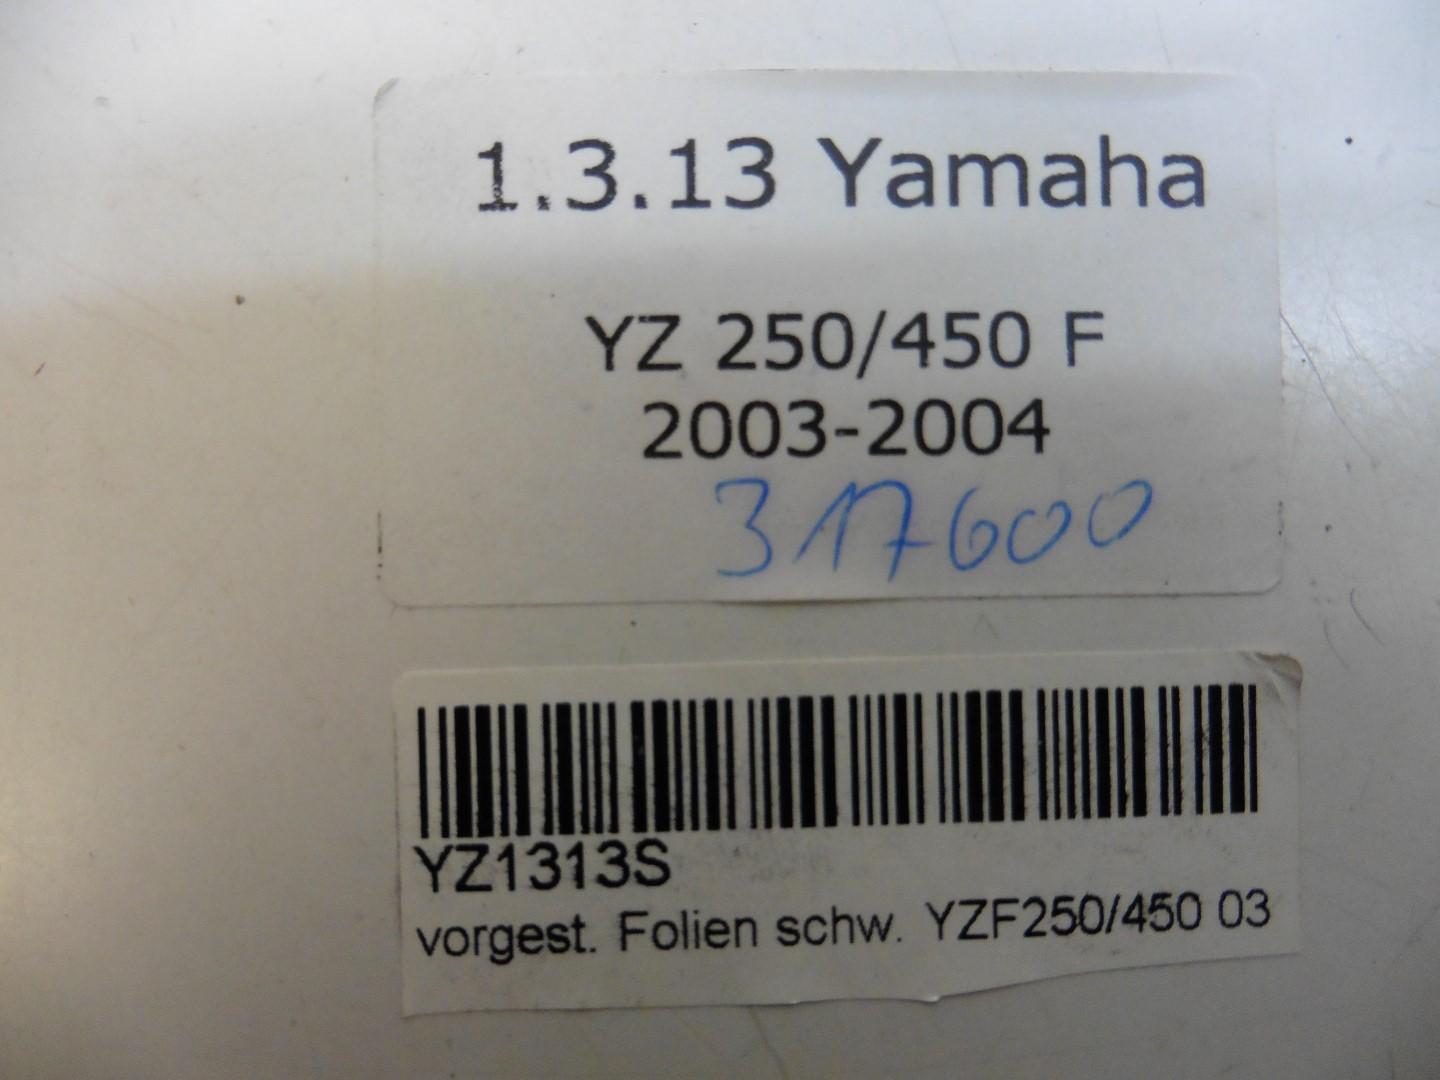 1.3.13 Yamaha
YZ 250/450 F
2003-2004
317600
YZ1313S
vorgest. Folien schw. YZF250/450 03